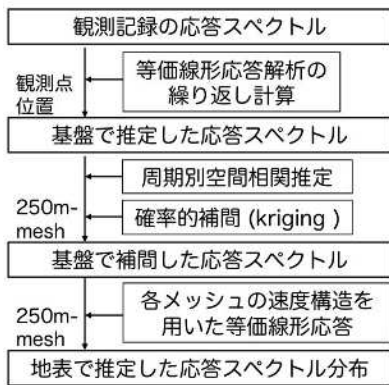 観測記録の応答スペクトル
等価線形応答解析の
繰り返し計算
観測点
位置
基盤で推定した応答スペクトル
周期別空間相関推定
250m-
mesh
確率的補間 (kriging )
基盤で補間した応答スペクトル
250m-
mesh
各メッシュの速度構造を
用いた等価線形応答
地表で推定した応答スペクトル分布